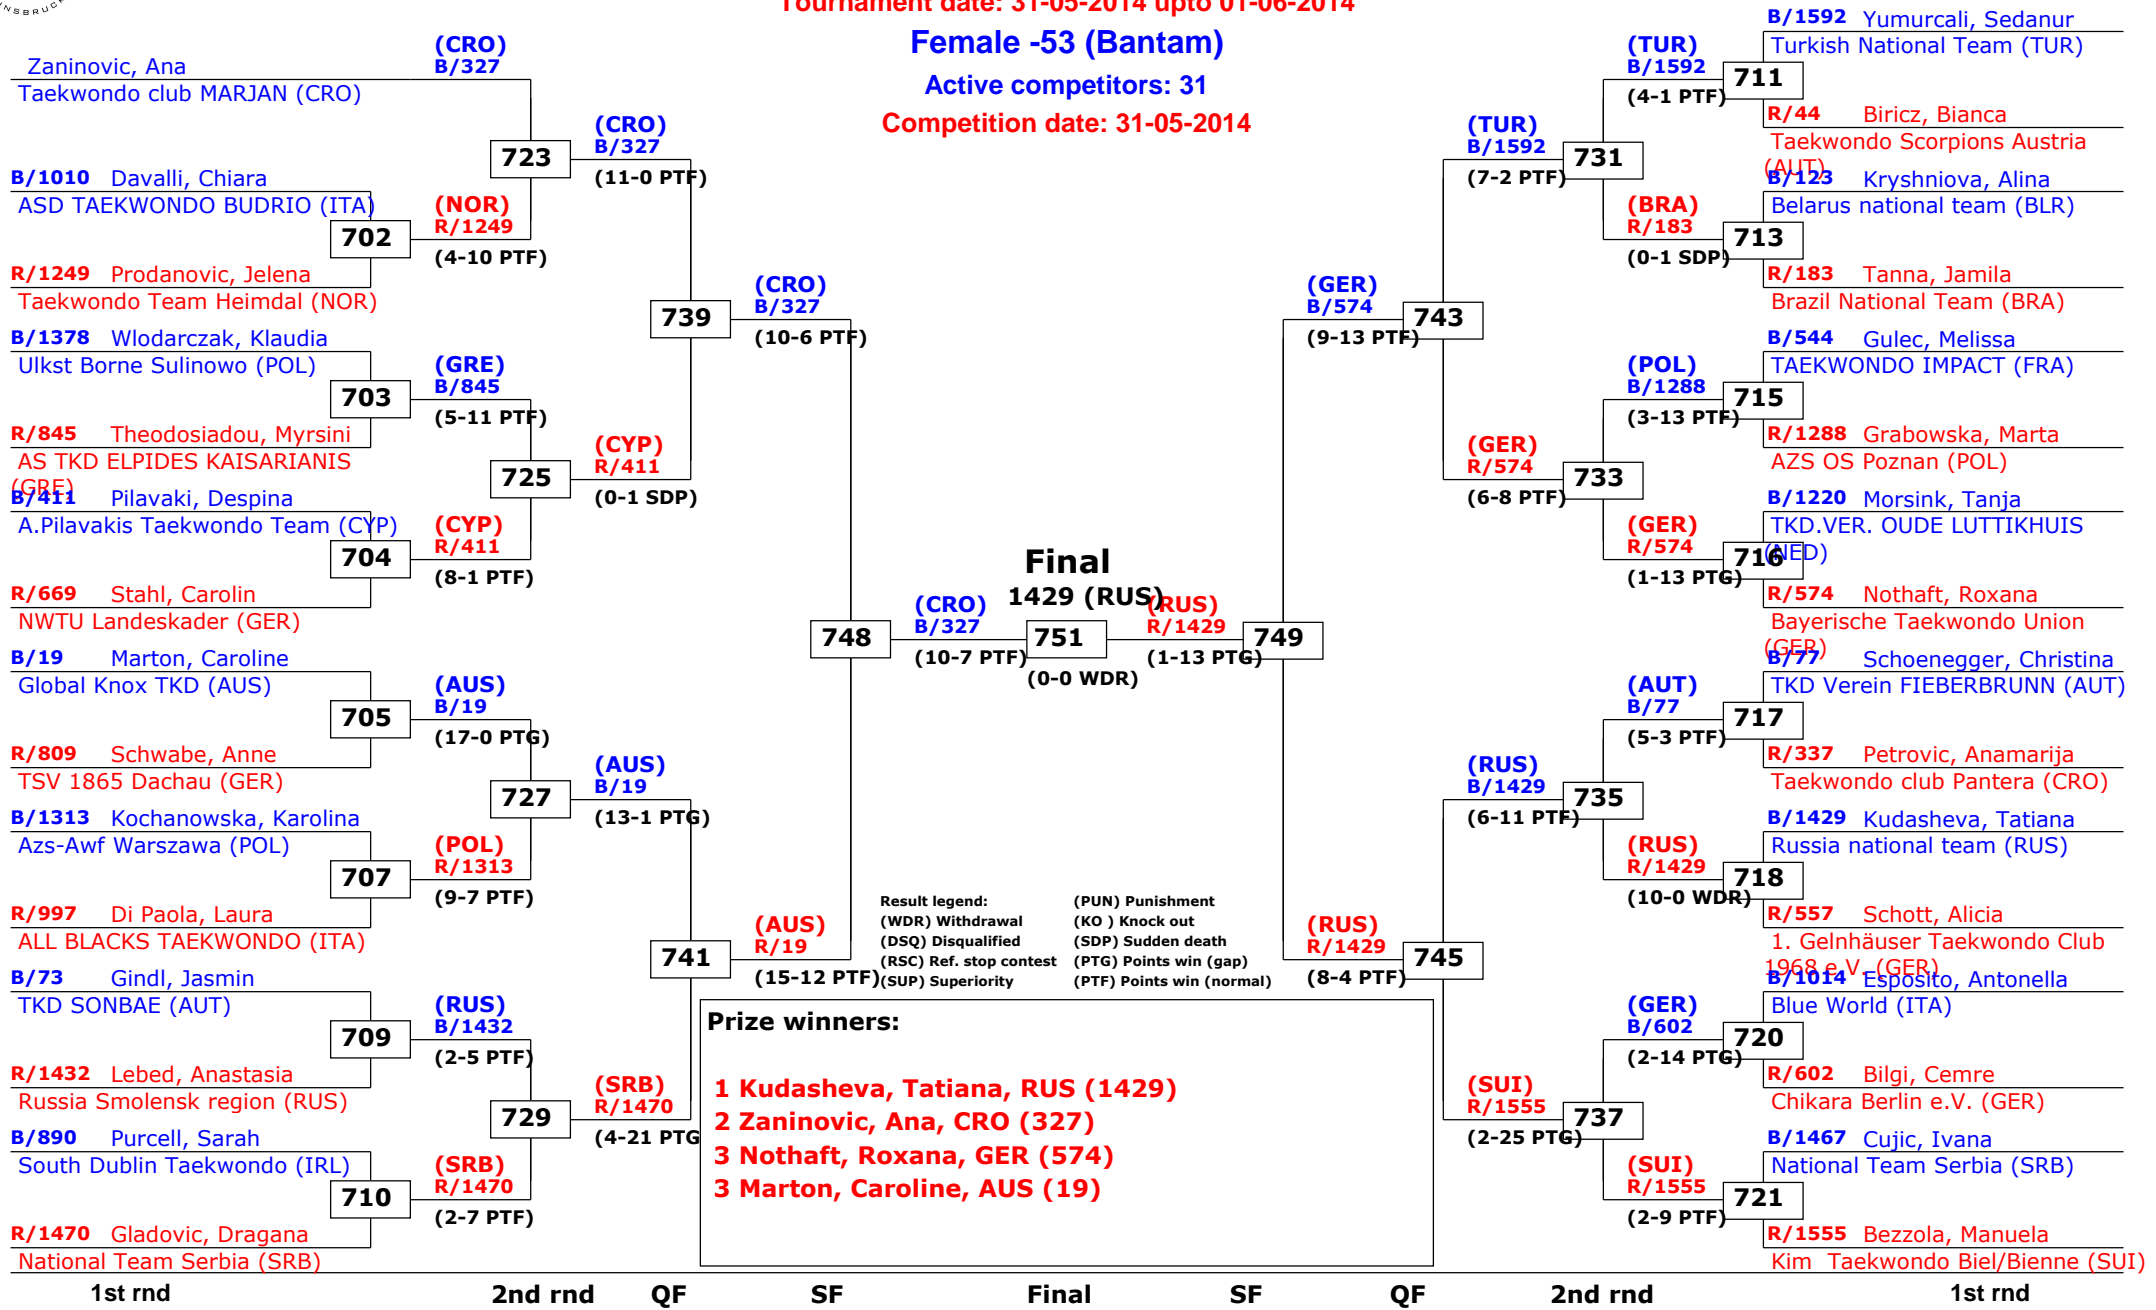 INNSBRUCK
Tournament date: 31-05-2014 upto 01-06-2014
Female -53 (Bantam)
Active competitors: 31
Competition date: 31-05-2014
Zaninovic, Ana
Taekwondo club MARJAN (CRO)
B/1010 Davalli, Chiara
ASD TAEKWONDO BUDRIO (ITA)
702
R/1249 Prodanovic, Jelena
Taekwondo Team Heimdal (NOR)
B/1378 Wlodarczak, Klaudia
Ulkst Borne Sulinowo (POL)
703
R/845 Theodosiadou, Myrsini
AS TKD ELPIDES KAISARIANIS
(GRE)
B/411 Pilavaki, Despina
A.Pilavakis Taekwondo Team (CYP)
704
R/669 Stahl, Carolin
NWTU Landeskader (GER)
B/19 Marton, Caroline
Global Knox TKD (AUS)
705
R/809 Schwabe, Anne
TSV 1865 Dachau (GER)
B/1313 Kochanowska, Karolina
Azs-Awf Warszawa (POL)
707
R/997 Di Paola, Laura
ALL BLACKS TAEKWONDO (ITA)
B/73 Gindl, Jasmin
TKD SONBAE (AUT)
709
R/1432 Lebed, Anastasia
Russia Smolensk region (RUS)
B/890 Purcell, Sarah
South Dublin Taekwondo (IRL)
710
R/1470 Gladovic, Dragana
National Team Serbia (SRB)
(CRO)
B/327
723
(NOR)
R/1249
(4-10 PTF)
(GRE)
B/845
(5-11 PTF)
725
(CYP)
R/411
(8-1 PTF)
(AUS)
B/19
(17-0 PTG)
727
(POL)
R/1313
(9-7 PTF)
(RUS)
B/1432
(2-5 PTF)
729
(SRB)
R/1470
(2-7 PTF)
(CRO)
B/327
(11-0 PTF)
739
(CYP)
R/411
(0-1 SDP)
(AUS)
B/19
(13-1 PTG)
741
(SRB)
R/1470
(4-21 PTG
(CRO)
B/327
(10-6 PTF)
748
(AUS)
R/19
(15-12 PTF)
(CRO)
B/327
(10-7 PTF)
Final
1429 (RUS)
751
(0-0 WDR)
(RUS)
R/1429
(1-13 PTG)
749
(GER)
B/574
(9-13 PTF)
743
(RUS)
R/1429
(8-4 PTF)
745
(TUR)
B/1592
(7-2 PTF)
731
(GER)
R/574
(6-8 PTF)
733
(RUS)
B/1429
(6-11 PTF)
735
(SUI)
R/1555
(2-25 PTG)
737
(TUR)
B/1592
(4-1 PTF)
711
(BRA)
R/183
(0-1 SDP)
713
(POL)
B/1288
(3-13 PTF)
715
(GER)
R/574
(1-13 PTG)
716
(AUT)
B/77
(5-3 PTF)
717
(RUS)
R/1429
(10-0 WDR)
718
(GER)
B/602
(2-14 PTG)
720
(SUI)
R/1555
(2-9 PTF)
721
B/1592 Yumurcali, Sedanur
Turkish National Team (TUR)
R/44 Biricz, Bianca
Taekwondo Scorpions Austria
(AUT)
B/123 Kryshniova, Alina
Belarus national team (BLR)
R/183 Tanna, Jamila
Brazil National Team (BRA)
B/544 Gulec, Melissa
TAEKWONDO IMPACT (FRA)
R/1288 Grabowska, Marta
AZS OS Poznan (POL)
B/1220 Morsink, Tanja
TKD.VER. OUDE LUTTIKHUIS
(NED)
R/574 Nothaft, Roxana
Bayerische Taekwondo Union
(GER)
B/77 Schoenegger, Christina
TKD Verein FIEBERBRUNN (AUT)
R/337 Petrovic, Anamarija
Taekwondo club Pantera (CRO)
B/1429 Kudasheva, Tatiana
Russia national team (RUS)
R/557 Schott, Alicia
1. Gelnhäuser Taekwondo Club
1968 e.V. (GER)
B/1014 Esposito, Antonella
Blue World (ITA)
R/602 Bilgi, Cemre
Chikara Berlin e.V. (GER)
B/1467 Cujic, Ivana
National Team Serbia (SRB)
R/1555 Bezzola, Manuela
Kim Taekwondo Biel/Bienne (SUI)
Result legend: (PUN) Punishment
(WDR) Withdrawal (KO ) Knock out
(DSQ) Disqualified (SDP) Sudden death
(RSC) Ref. stop contest (PTG) Points win (gap)
(SUP) Superiority (PTF) Points win (normal)
Prize winners:
1 Kudasheva, Tatiana, RUS (1429)
2 Zaninovic, Ana, CRO (327)
3 Nothaft, Roxana, GER (574)
3 Marton, Caroline, AUS (19)
1st rnd 2nd rnd QF SF Final SF QF 2nd rnd 1st rnd